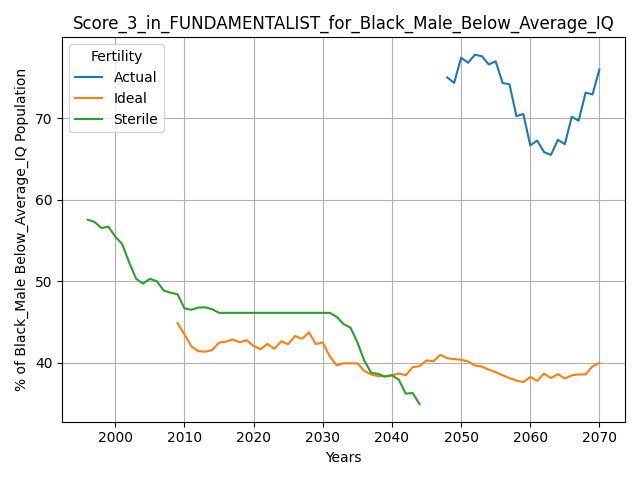 Score_3_in_FUNDAMENTALIST_for_Black_Male_Below_Average_IQ
Fertility
Actual
Ideal
Sterile
% of Black_Male Below_Average_IQ Population
70
60
50
40
2000 2010 2020 2030 2040 2050 2060 2070
Years